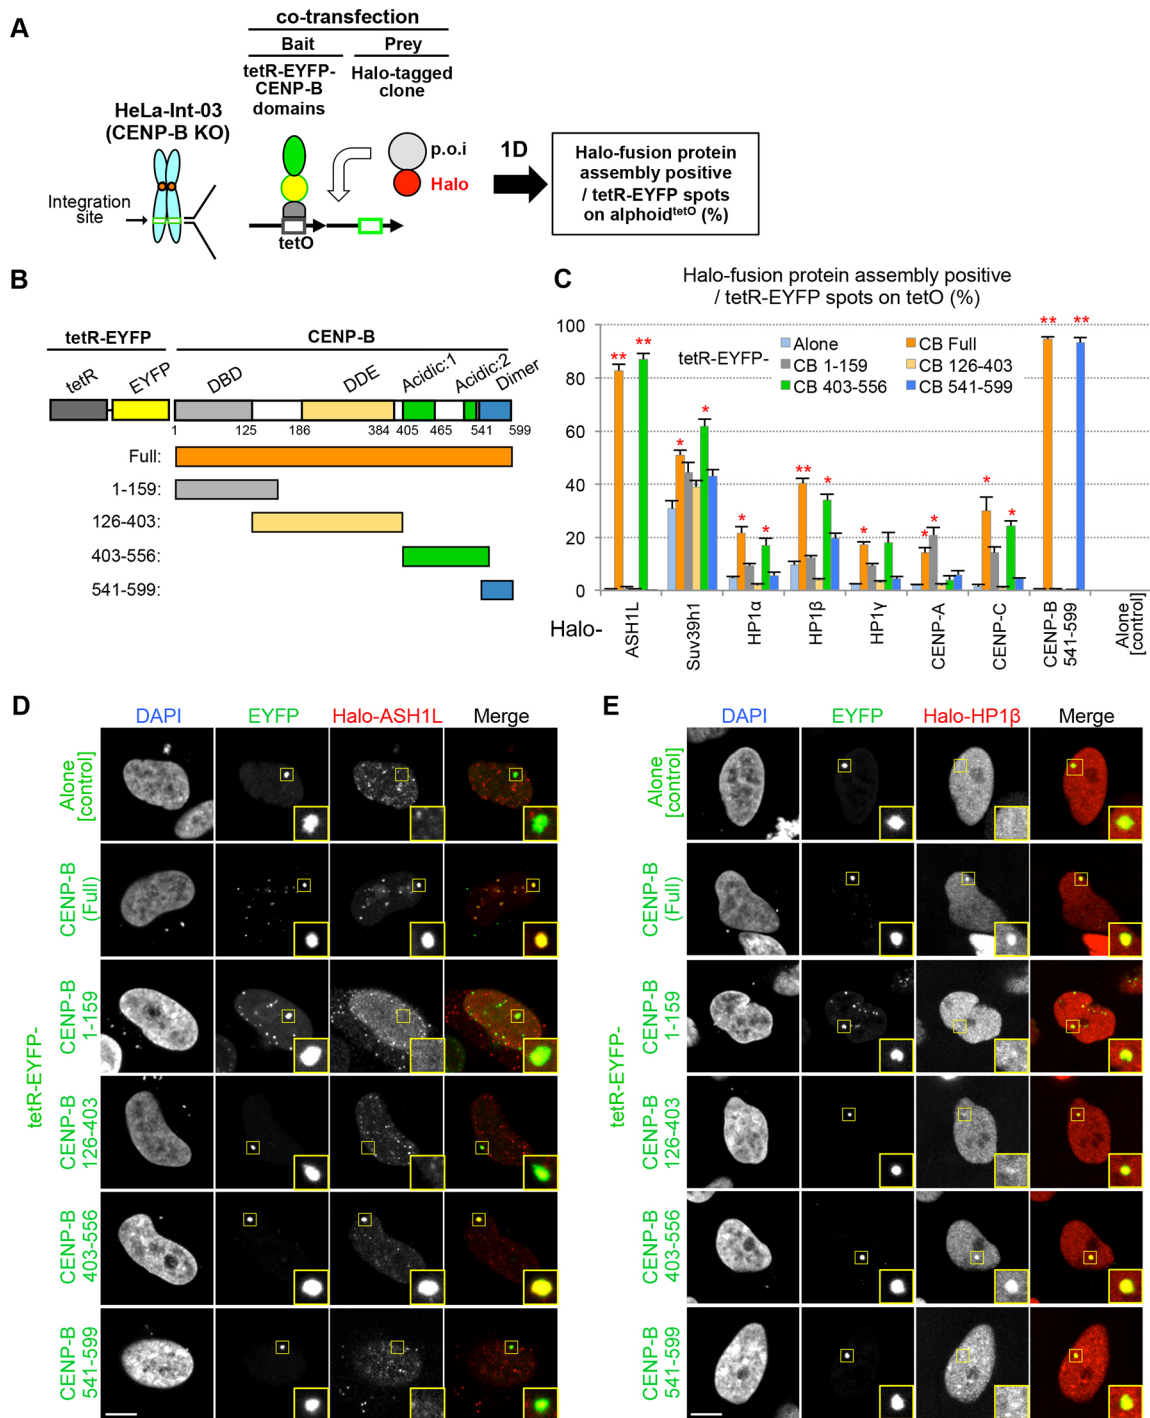 A
co-transfection
Bait
Prey
tetR-EYFP-
CENP-B
domains
Halo-tagged
clone
HeLa-Int-03
(CENP-B KO)
Integration
site
tetO
p.o.i
Halo
1D
Halo-fusion protein
assembly positive
/ tetR-EYFP spots
on alphoidtetO (%)
B
tetR-EYFP
CENP-B
tetR
EYFP
DBD
DDE
Acidic:1
Acidic:2
Dimer
1 125 186 384 405 465 541 599
Full:
1-159:
126-403:
403-556:
541-599:
C
Halo-fusion protein assembly positive
/ tetR-EYFP spots on tetO (%)
tetR-EYFP-
Alone
CB Full
CB 1-159
CB 126-403
CB 403-556
CB 541-599
100
80
60
40
20
0
** ** * * * * ** * * * * * * ** **
Halo-
ASH1L
Suv39h1
HP1α
HP1β
HP1γ
CENP-A
CENP-C
CENP-B
541-599
Alone
[control]
D
DAPI EYFP Halo-ASH1L Merge
tetR-EYFP-
Alone
[control]
CENP-B
(Full)
CENP-B
1-159
CENP-B
126-403
CENP-B
403-556
CENP-B
541-599
E
DAPI EYFP Halo-HP1β Merge
tetR-EYFP-
Alone
[control]
CENP-B
(Full)
CENP-B
1-159
CENP-B
126-403
CENP-B
403-556
CENP-B
541-599